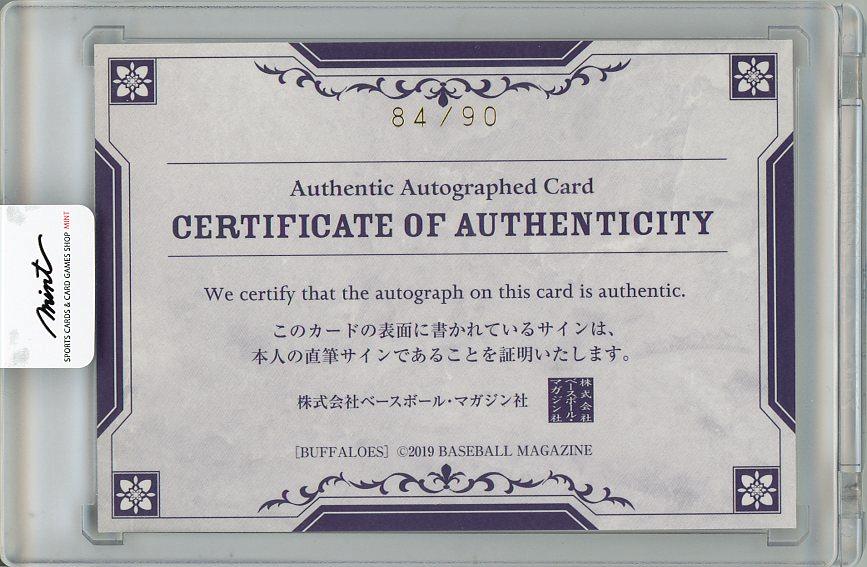 84/90
Authentic Autographed Card
CERTIFICATE OF AUTHENTICITY
We certify that the autograph on this card is authentic.
このカードの表面に書かれているサインは、
本人の直筆サインであることを証明いたします。
株式会社ベースボール・マガジン社
株式会社
ベースボール・
マガジン社
[BUFFALOES] ©2019 BASEBALL MAGAZINE
mint
SPORTS CARDS & CARD GAMES SHOP MINT